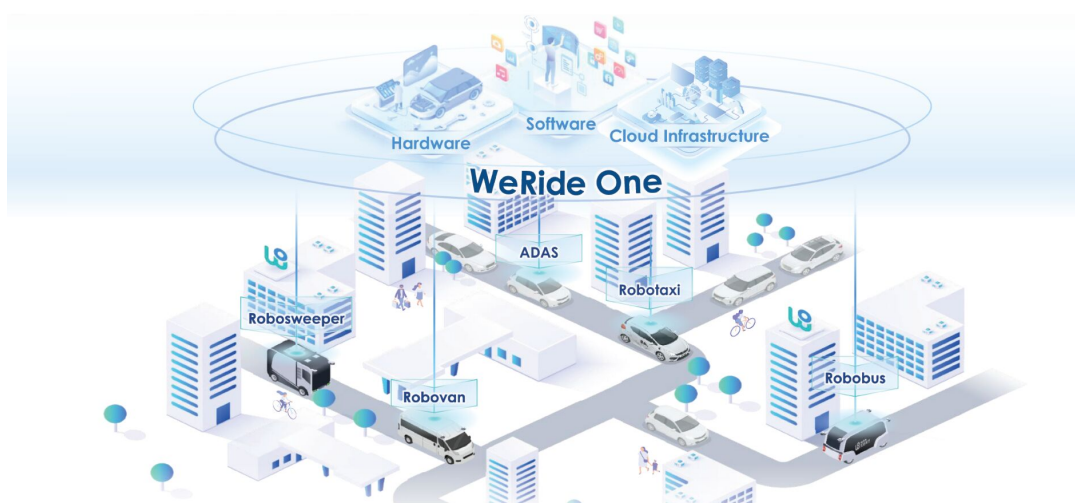 Software
Hardware
Cloud Infrastructure
WeRide One
ADAS
Robotaxi
Robosweeper
Robobus
Robovan